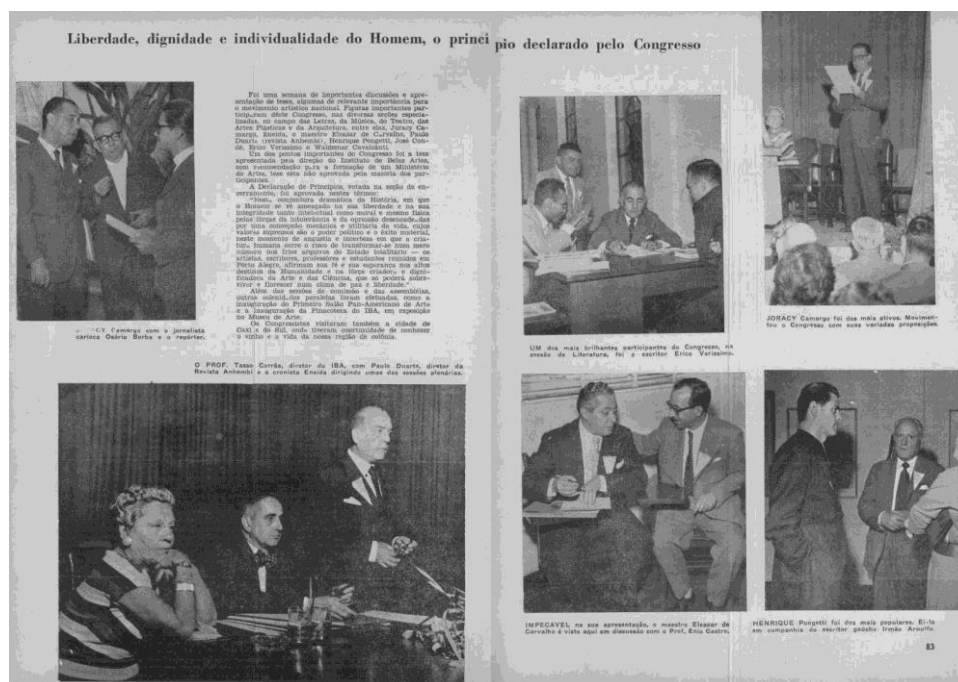 Liberdade, dignidade e individualidade do Homem, o princi pio declarado pelo Congresso
Foi uma semana de importantes discussões e apre-
sentação de teses, algumas de relevante importância para
o movimento artístico nacional. Figuras importantes par-
ticiparam dêste Congresso, nas diversas secções especia-
lizadas, no campo das Letras, da Música, do Teatro, das
Artes Plásticas e da Arquitetura, entre elas, Joracy Ca-
margo, Eneida, o maestro Eleazar de Carvalho, Paulo
Duarte (revista Anhembi), Henrique Pongetti, José Con-
dé, Erico Verissimo e Waldemar Cavalcanti.
Um dos pontos importantes do Congresso foi a tese
apresentada pela direção do Instituto de Belas Artes,
com recomendação para a formação de um Ministério
de Artes, tese esta não aprovada pela maioria dos par-
ticipantes.
A Declaração de Princípios, votada na seção de en-
cerramento, foi aprovada nestes têrmos:
"Nesta conjuntura dramática da História, em que
o Homem se vê ameaçado na sua liberdade e na sua
integridade tanto intelectual como moral e mesmo física
pelas fôrças da intolerância e da opressão desencadeadas
por uma concepção mecânica e utilitária da vida, cujos
valores supremos são o poder político e o êxito material,
neste momento de angustia e incerteza em que a cria-
tura humana corre o risco de transformar-se num mero
número nos frios arquivos do Estado totalitário — os
artistas, escritores, professôres e estudantes reunidos em
Pôrto Alegre, afirmam sua fé e sua esperança nos altos
destinos da Humanidade e na fôrça criadora e digni-
ficadora da Arte e das Ciências, que só poderá sobre-
viver e florescer num clima de paz e liberdade."
Além das sessões de comissão e das assembléias,
outras solenidades paralelas foram efetuadas, como a
inauguração do Primeiro Salão Pan-Americano de Arte
e a inauguração da Pinacoteca do IBA, em exposição
no Museu de Arte.
Os Congressistas visitaram também a cidade de
Caxias do Sul, onde tiveram oportunidade de conhecer
o vinho e a vida da nossa região de colônia.
Camargo com o jornalista
carioca Osório Borba e o repórter.
O PROF. Tasso Corrêa, diretor do IBA, com Paulo Duarte, diretor da
Revista Anhembi e a cronista Eneida dirigindo umas das sessões plenárias.
UM dos mais brilhantes participantes do Congresso, na
sessão de Literatura, foi o escritor Erico Verissimo.
JORACY Camargo foi dos mais ativos. Movimen-
tou o Congresso com suas variadas proposições.
IMPECÁVEL na sua apresentação, o maestro Eleazar de
Carvalho é visto aqui em discussão com o Prof. Enio Castro.
HENRIQUE Pongetti foi dos mais populares. Ei-lo
em companhia do escritor gaúcho Irmão Arnulfo.
85